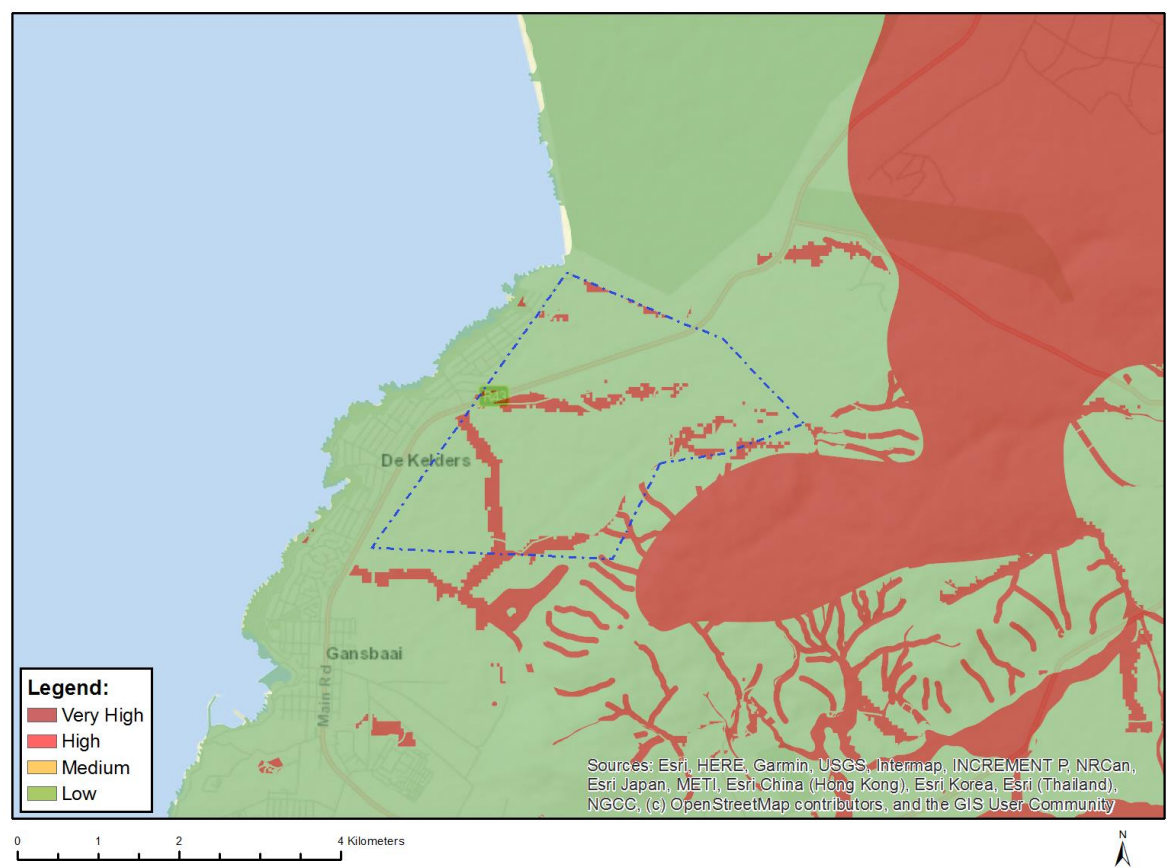 De Kelders
Gansbaai
Main Rd
Legend:
Very High
High
Medium
Low
Sources: Esri, HERE, Garmin, USGS, Intermap, INCREMENT P, NRCan,
Esri Japan, METI, Esri China (Hong Kong), Esri Korea, Esri (Thailand),
NGCC, (c) OpenStreetMap contributors, and the GIS User Community
0 1 2 4 Kilometers
N